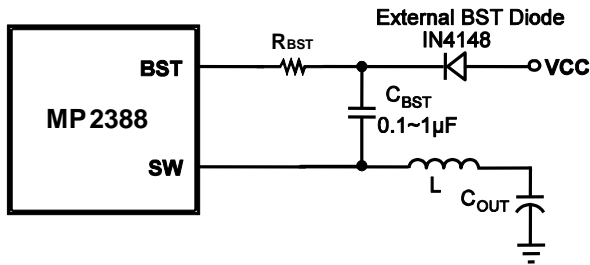 External BST Diode
IN4148
RBST
BST
VCC
CBST
MP2388
0.1~1μF
SW
L
COUT